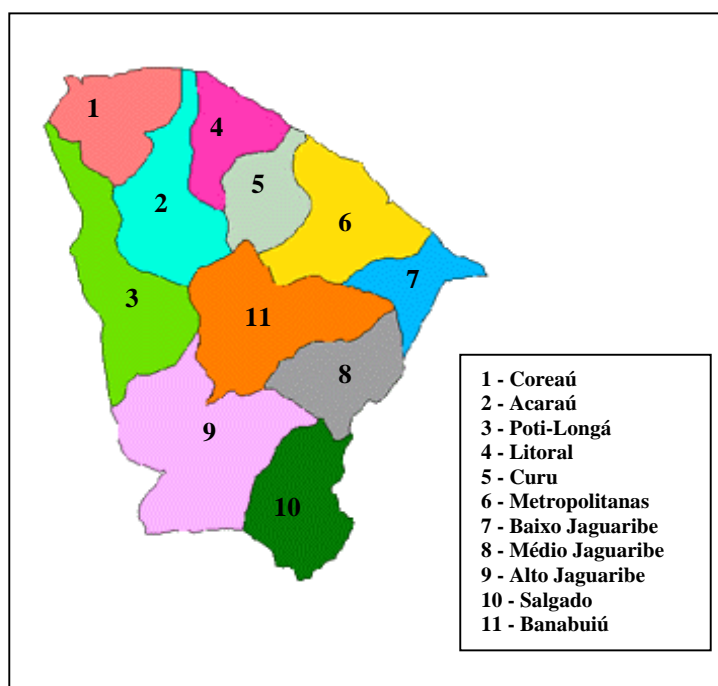 1
4
2
5
6
7
3
11
8
9
10
1 - Coreaú
2 - Acaraú
3 - Poti-Longá
4 - Litoral
5 - Curu
6 - Metropolitanas
7 - Baixo Jaguaribe
8 - Médio Jaguaribe
9 - Alto Jaguaribe
10 - Salgado
11 - Banabuiú